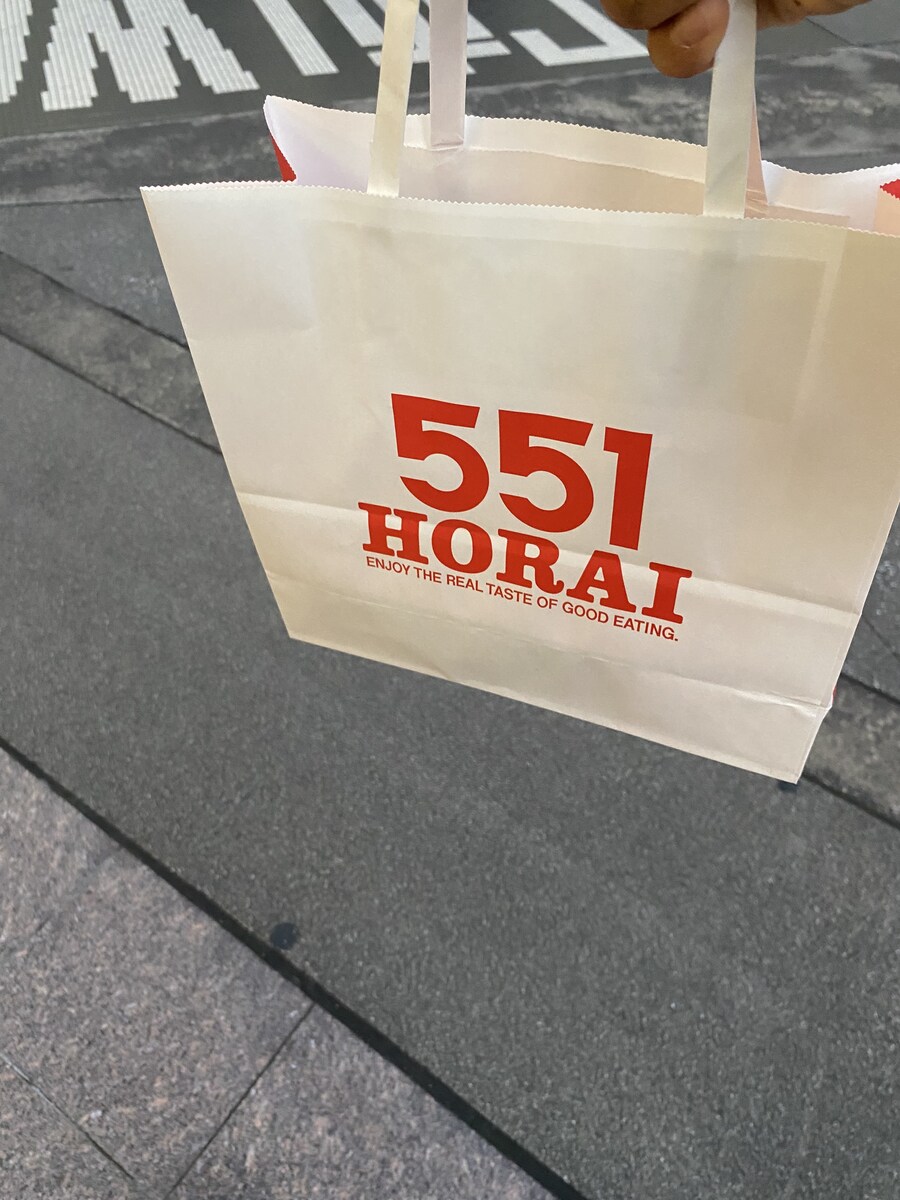 551
HORAI
ENJOY THE REAL TASTE OF GOOD EATING.